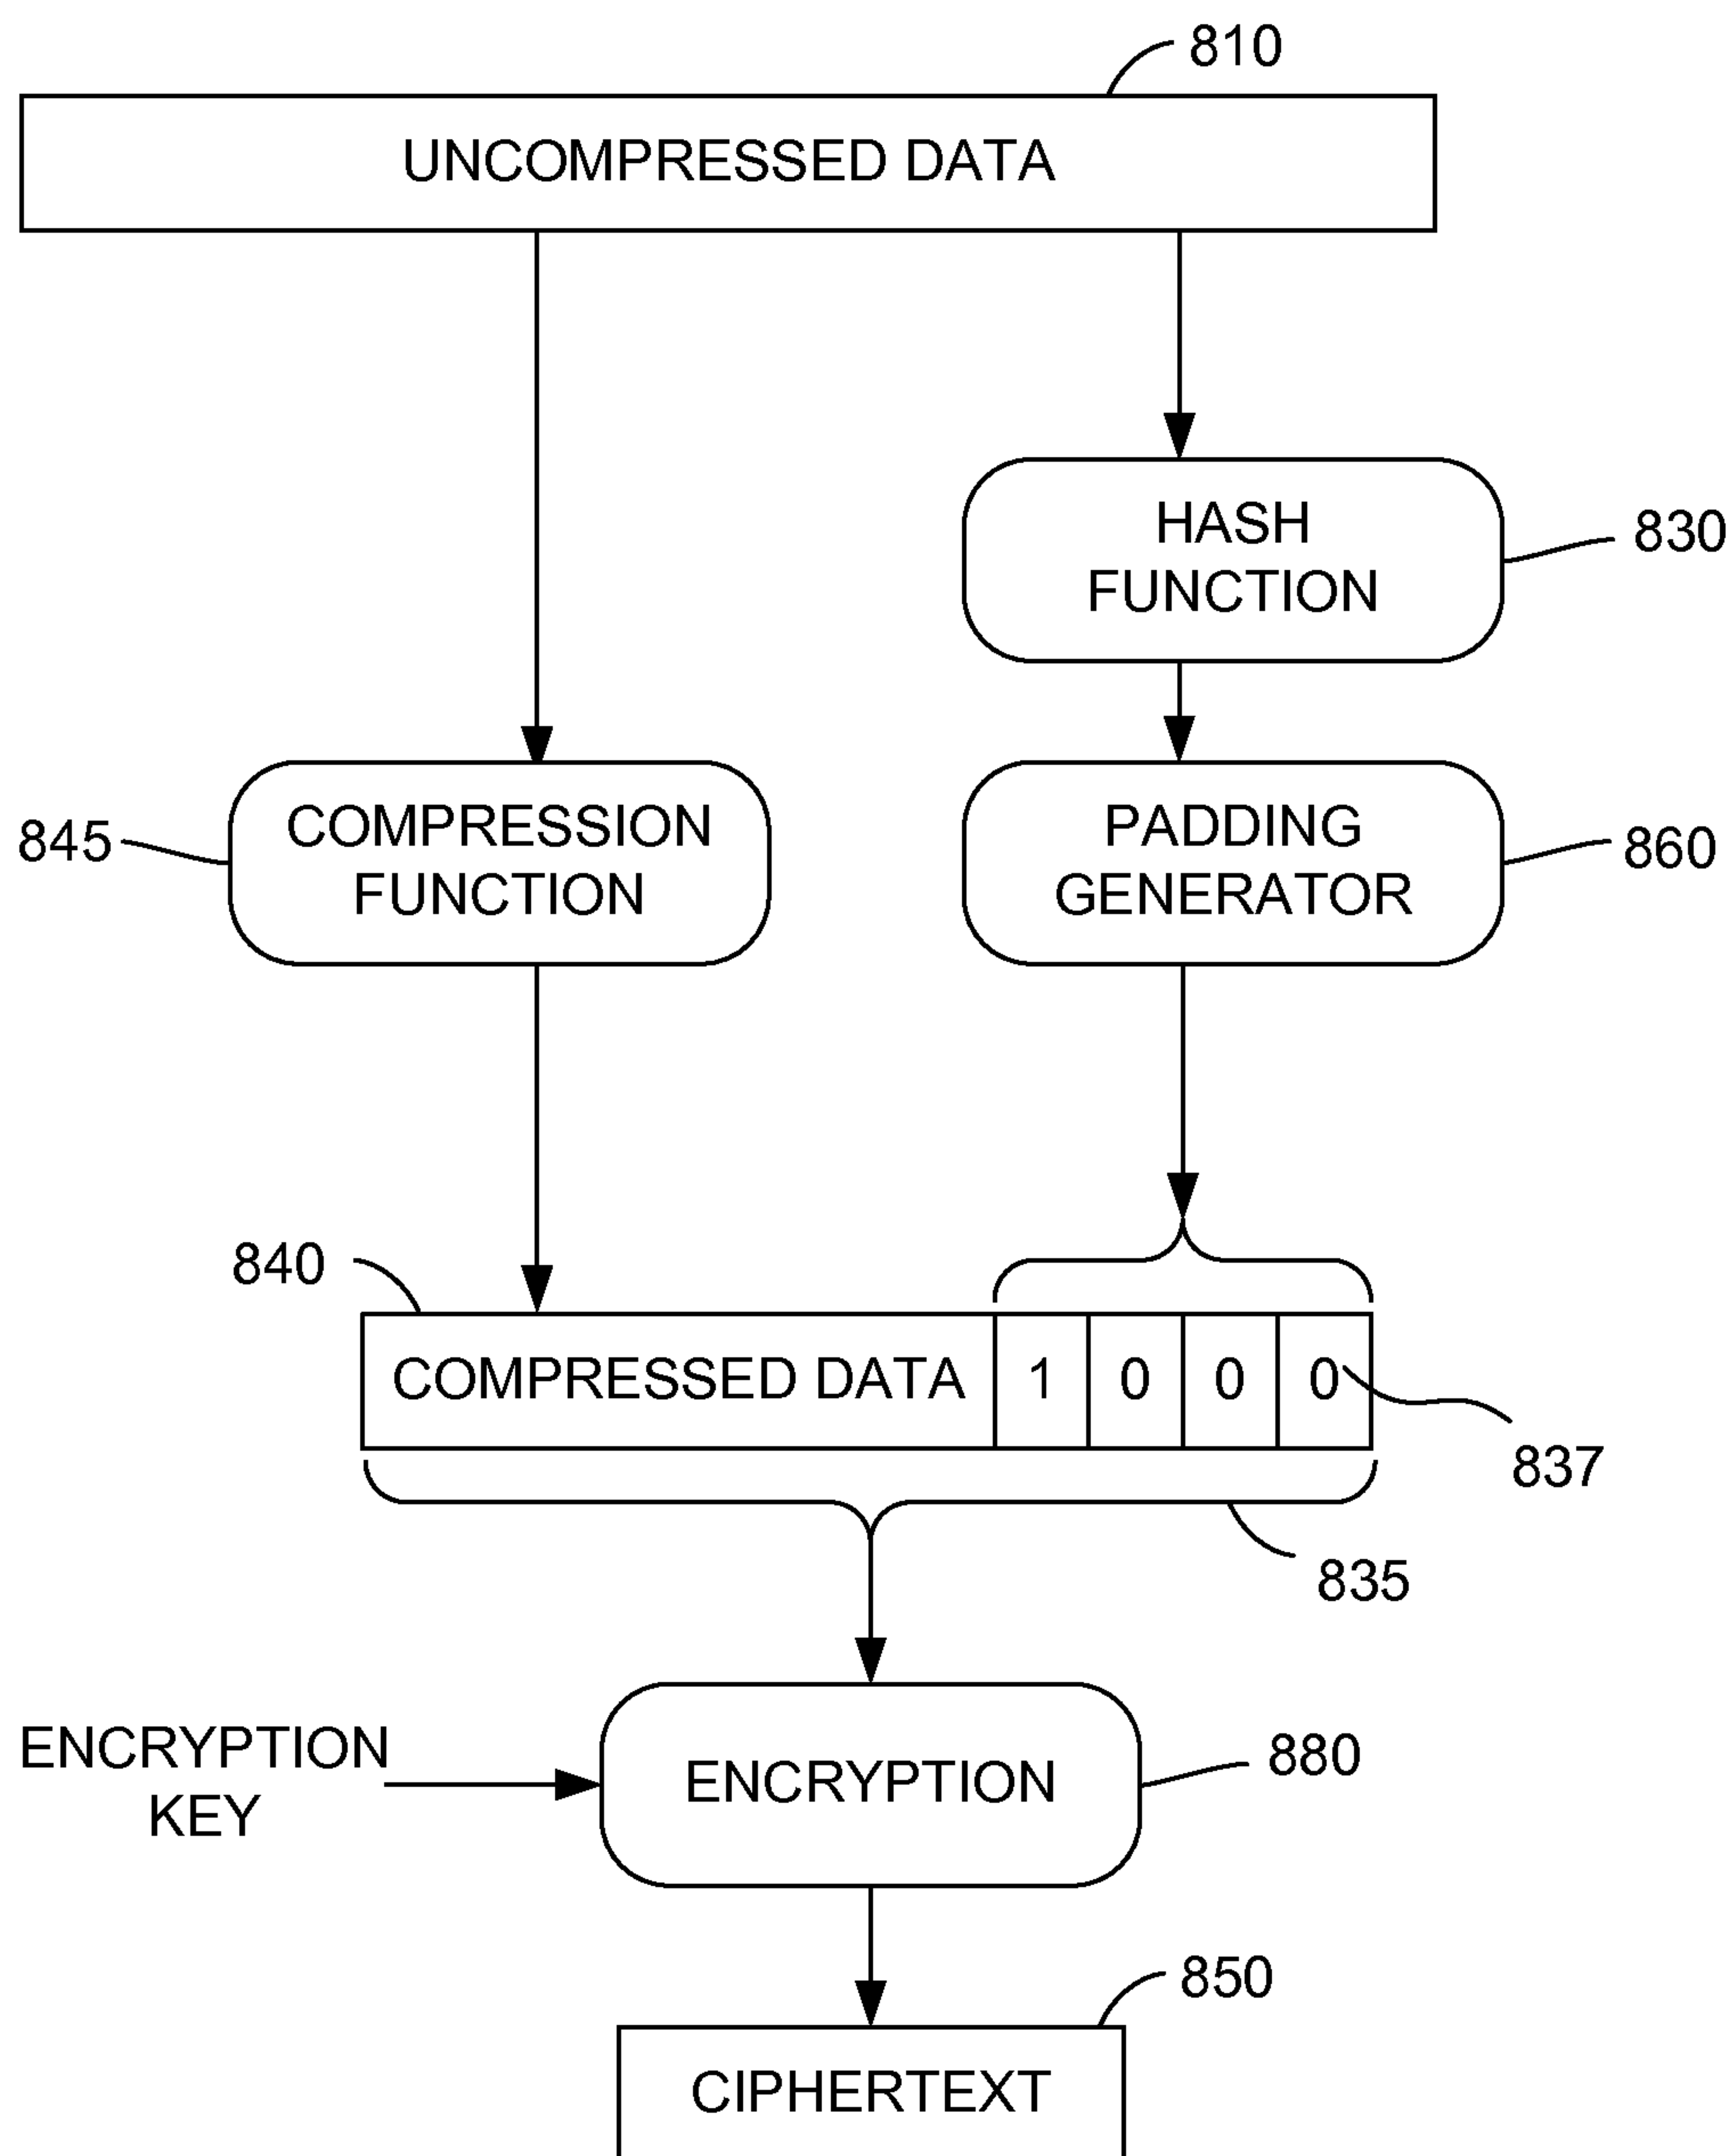 810
UNCOMPRESSED DATA
HASH
FUNCTION
830
845
COMPRESSION
FUNCTION
PADDING
GENERATOR
860
840
COMPRESSED DATA 1 0 0 0
837
835
ENCRYPTION
KEY
ENCRYPTION
880
850
CIPHERTEXT